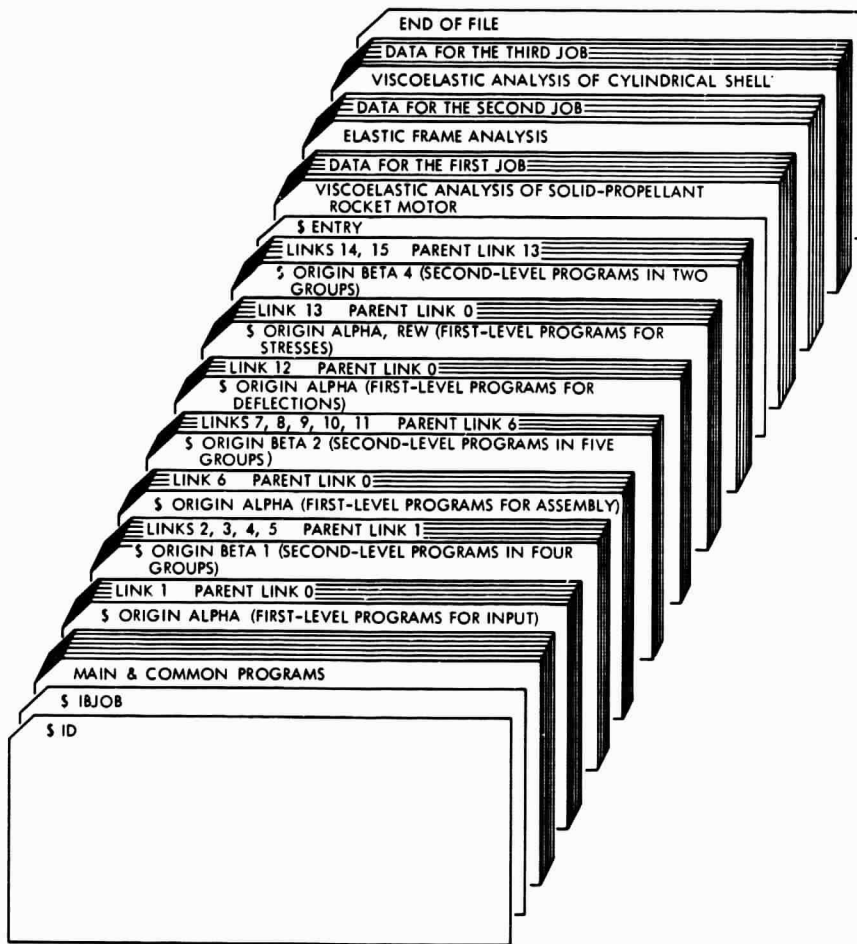 END OF FILE
DATA FOR THE THIRD JOB
VISCOELASTIC ANALYSIS OF CYLINDRICAL SHELL
DATA FOR THE SECOND JOB
ELASTIC FRAME ANALYSIS
DATA FOR THE FIRST JOB
VISCOELASTIC ANALYSIS OF SOLID-PROPELLANT
ROCKET MOTOR
$ ENTRY
LINKS 14, 15 PARENT LINK 13
$ ORIGIN BETA 4 (SECOND-LEVEL PROGRAMS IN TWO
GROUPS)
LINK 13 PARENT LINK 0
$ ORIGIN ALPHA, REW (FIRST-LEVEL PROGRAMS FOR
STRESSES)
LINK 12 PARENT LINK 0
$ ORIGIN ALPHA (FIRST-LEVEL PROGRAMS FOR
DEFLECTIONS)
LINKS 7, 8, 9, 10, 11 PARENT LINK 6
$ ORIGIN BETA 2 (SECOND-LEVEL PROGRAMS IN FIVE
GROUPS)
LINK 6 PARENT LINK 0
$ ORIGIN ALPHA (FIRST-LEVEL PROGRAMS FOR ASSEMBLY)
LINKS 2, 3, 4, 5 PARENT LINK 1
$ ORIGIN BETA 1 (SECOND-LEVEL PROGRAMS IN FOUR
GROUPS)
LINK 1 PARENT LINK 0
$ ORIGIN ALPHA (FIRST-LEVEL PROGRAMS FOR INPUT)
MAIN & COMMON PROGRAMS
$ IBJOB
$ ID